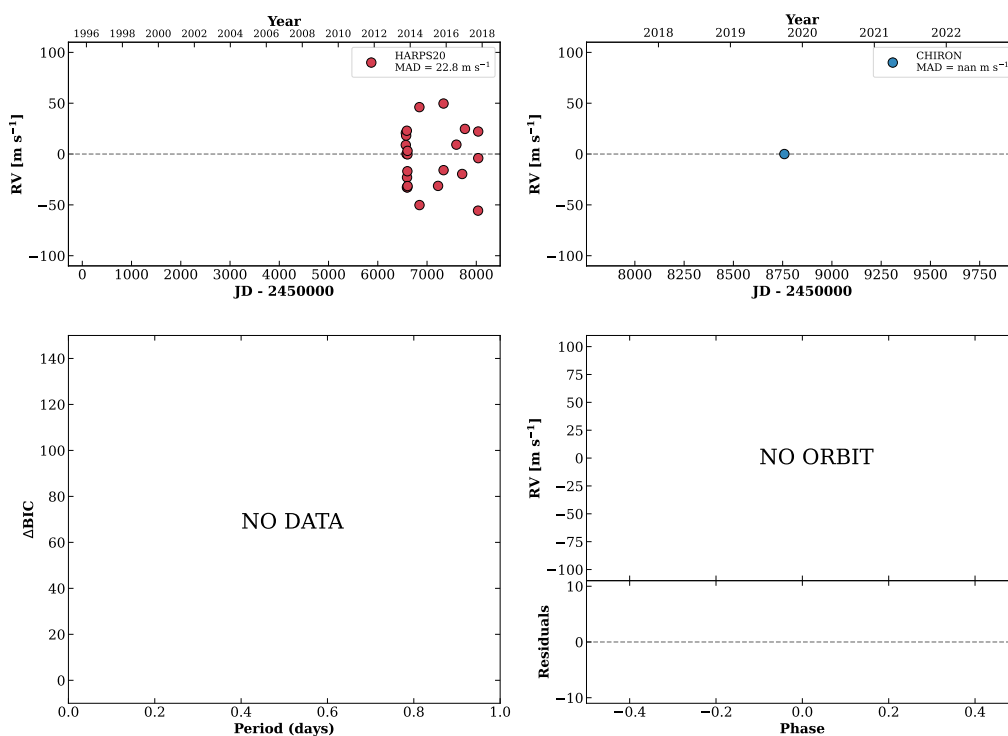 Year
1996 1998 2000 2002 2004 2006 2008 2010 2012 2014 2016 2018
HARPS20
MAD = 22.8 m s⁻¹
100
50
0
−50
−100
RV [m s⁻¹]
0 1000 2000 3000 4000 5000 6000 7000 8000
JD - 2450000
Year
2018 2019 2020 2021 2022
CHIRON
MAD = nan m s⁻¹
100
50
0
−50
−100
RV [m s⁻¹]
8000 8250 8500 8750 9000 9250 9500 9750
JD - 2450000
140
120
100
80
60
40
20
0
ΔBIC
NO DATA
0.0 0.2 0.4 0.6 0.8 1.0
Period (days)
100
75
50
25
0
−25
−50
−75
−100
RV [m s⁻¹]
NO ORBIT
10
0
−10
Residuals
−0.4 −0.2 0.0 0.2 0.4
Phase